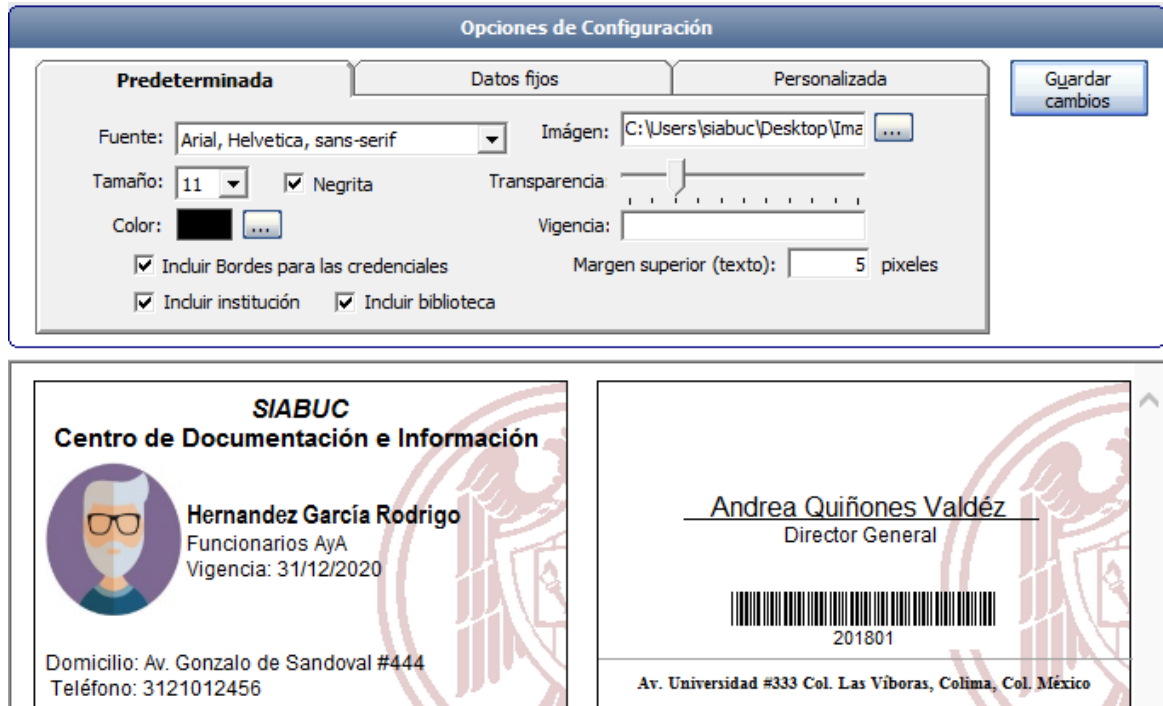 Opciones de Configuración
Predeterminada
Datos fijos
Personalizada
Guardar
cambios
Fuente: Arial, Helvetica, sans-serif
Imágen: C:\Users\siabuc\Desktop\Ima ...
Tamaño: 11
Negrita
Transparencia
Color: ...
Vigencia:
Incluir Bordes para las credenciales
Margen superior (texto): 5 pixeles
Incluir institución
Incluir biblioteca
SIABUC
Centro de Documentación e Información
Hernandez García Rodrigo
Funcionarios AyA
Vigencia: 31/12/2020
Domicilio: Av. Gonzalo de Sandoval #444
Teléfono: 3121012456
Andrea Quiñones Valdéz
Director General
201801
Av. Universidad #333 Col. Las Víboras, Colima, Col. México